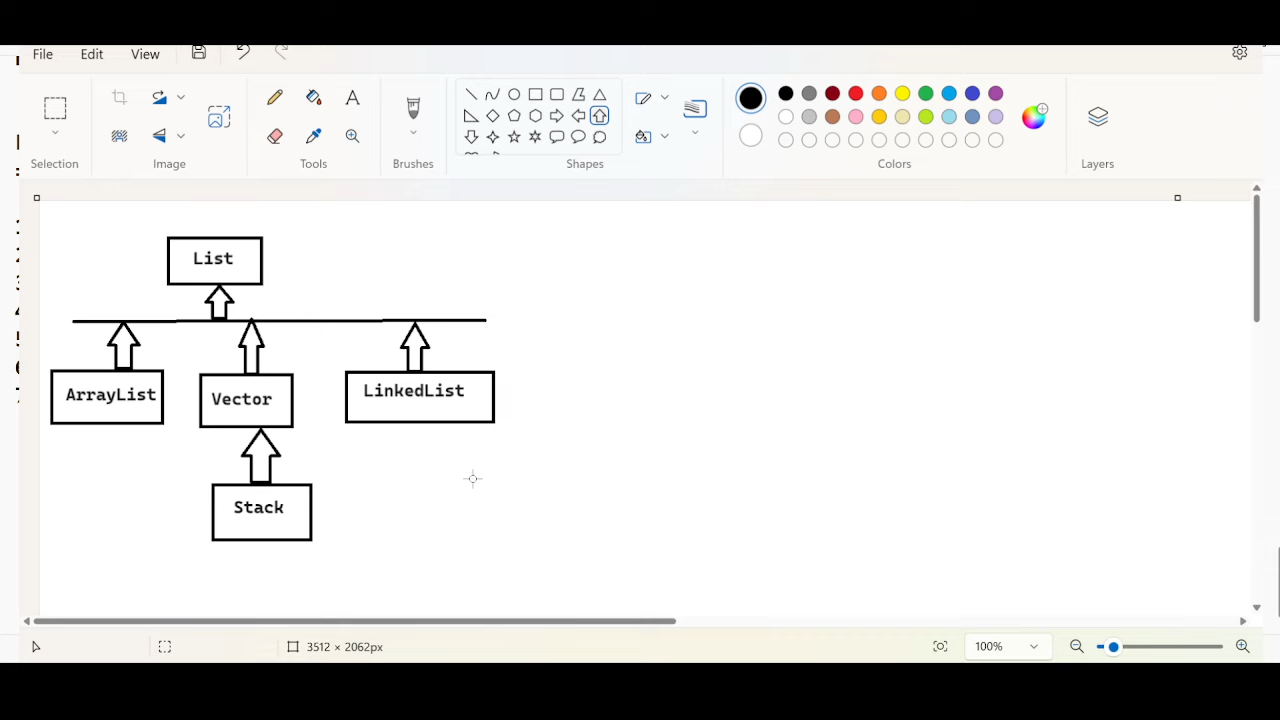 File Edit View
Selection Image Tools Brushes Shapes Colors Layers
List
ArrayList Vector LinkedList
Stack
3512 × 2062px 100%